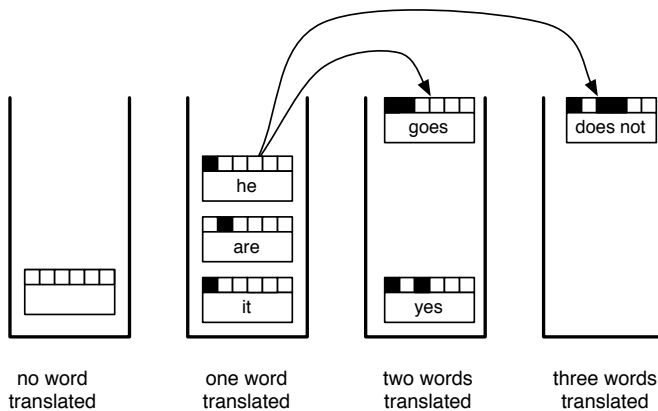 goes
does not
he
are
it
yes
no word
translated
one word
translated
two words
translated
three words
translated